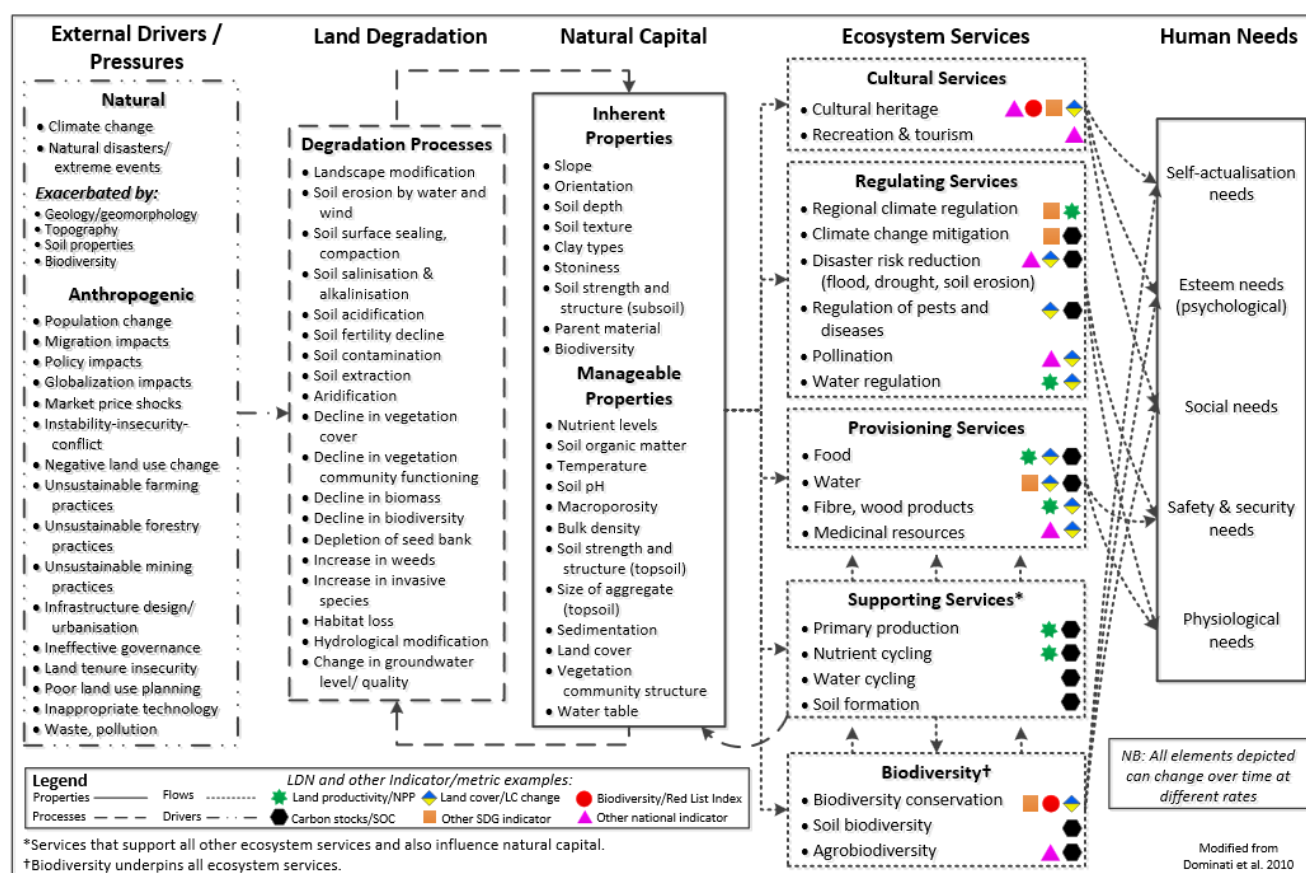 External Drivers /
Pressures
Natural
• Climate change
• Natural disasters/
extreme events
Exacerbated by:
• Geology/geomorphology
• Topography
• Soil properties
• Biodiversity
Anthropogenic
• Population change
• Migration impacts
• Policy impacts
• Globalization impacts
• Market price shocks
• Instability-insecurity-
conflict
• Negative land use change
• Unsustainable farming
practices
• Unsustainable forestry
practices
• Unsustainable mining
practices
• Infrastructure design/
urbanisation
• Ineffective governance
• Land tenure insecurity
• Poor land use planning
• Inappropriate technology
• Waste, pollution
Land Degradation
Degradation Processes
• Landscape modification
• Soil erosion by water and
wind
• Soil surface sealing,
compaction
• Soil salinisation &
alkalinisation
• Soil acidification
• Soil fertility decline
• Soil contamination
• Soil extraction
• Aridification
• Decline in vegetation
cover
• Decline in vegetation
community functioning
• Decline in biomass
• Decline in biodiversity
• Depletion of seed bank
• Increase in weeds
• Increase in invasive
species
• Habitat loss
• Hydrological modification
• Change in groundwater
level/ quality
Natural Capital
Inherent
Properties
• Slope
• Orientation
• Soil depth
• Soil texture
• Clay types
• Stoniness
• Soil strength and
structure (subsoil)
• Parent material
• Biodiversity
Manageable
Properties
• Nutrient levels
• Soil organic matter
• Temperature
• Soil pH
• Macroporosity
• Bulk density
• Soil strength and
structure (topsoil)
• Size of aggregate
(topsoil)
• Sedimentation
• Land cover
• Vegetation
community structure
• Water table
Ecosystem Services
Cultural Services
• Cultural heritage
• Recreation & tourism
Regulating Services
• Regional climate regulation
• Climate change mitigation
• Disaster risk reduction
(flood, drought, soil erosion)
• Regulation of pests and
diseases
• Pollination
• Water regulation
Provisioning Services
• Food
• Water
• Fibre, wood products
• Medicinal resources
Supporting Services*
• Primary production
• Nutrient cycling
• Water cycling
• Soil formation
Biodiversity†
• Biodiversity conservation
• Soil biodiversity
• Agrobiodiversity
Human Needs
Self-actualisation
needs
Esteem needs
(psychological)
Social needs
Safety & security
needs
Physiological
needs
NB: All elements depicted
can change over time at
different rates
Legend
LDN and other Indicator/metric examples:
Properties Flows Land productivity/NPP Land cover/LC change Biodiversity/Red List Index
Processes Drivers Carbon stocks/SOC Other SDG indicator Other national indicator
*Services that support all other ecosystem services and also influence natural capital.
†Biodiversity underpins all ecosystem services.
Modified from
Dominati et al. 2010